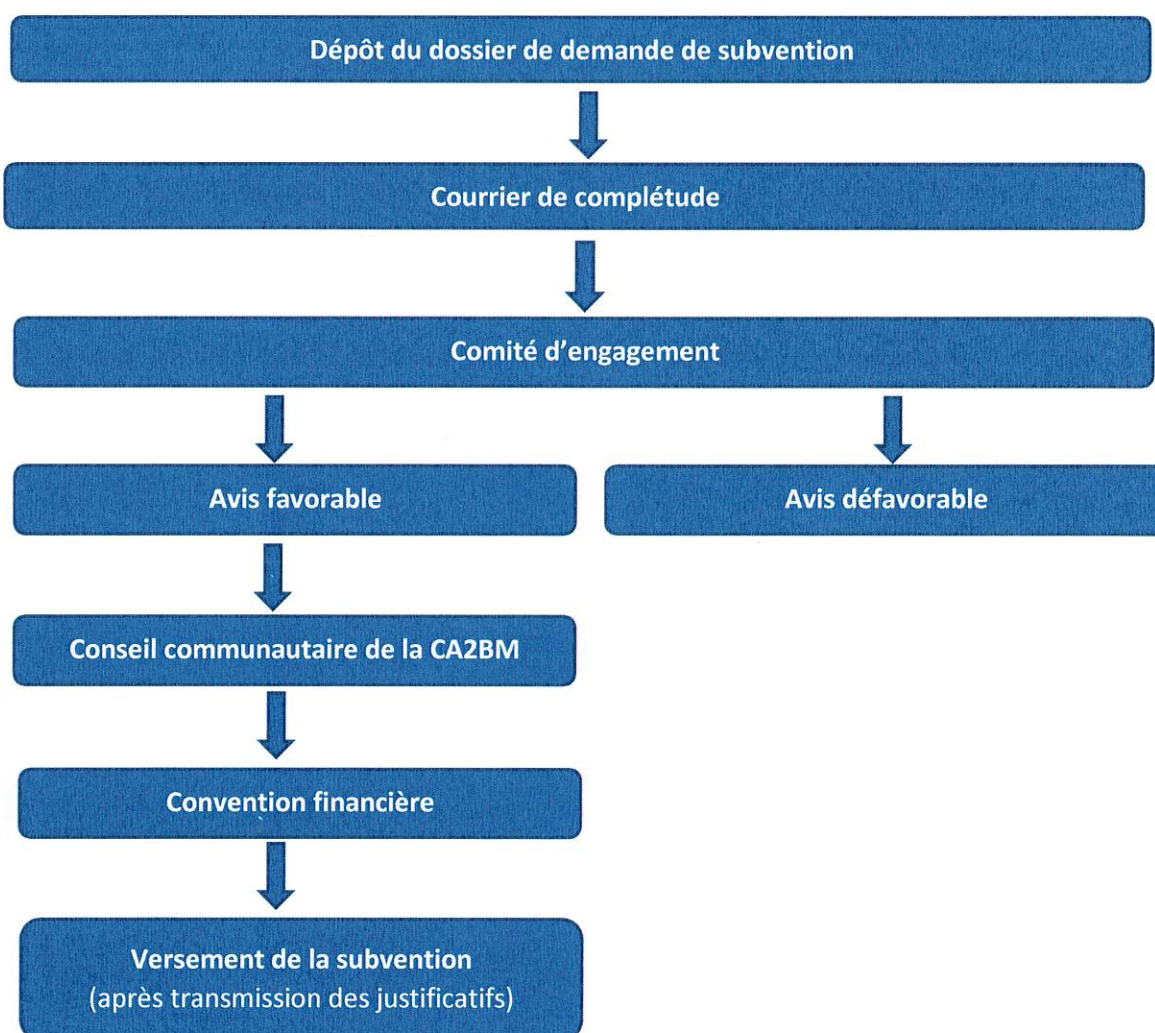 Dépôt du dossier de demande de subvention
Courrier de complétude
Comité d’engagement
Avis favorable
Avis défavorable
Conseil communautaire de la CA2BM
Convention financière
Versement de la subvention
(après transmission des justificatifs)